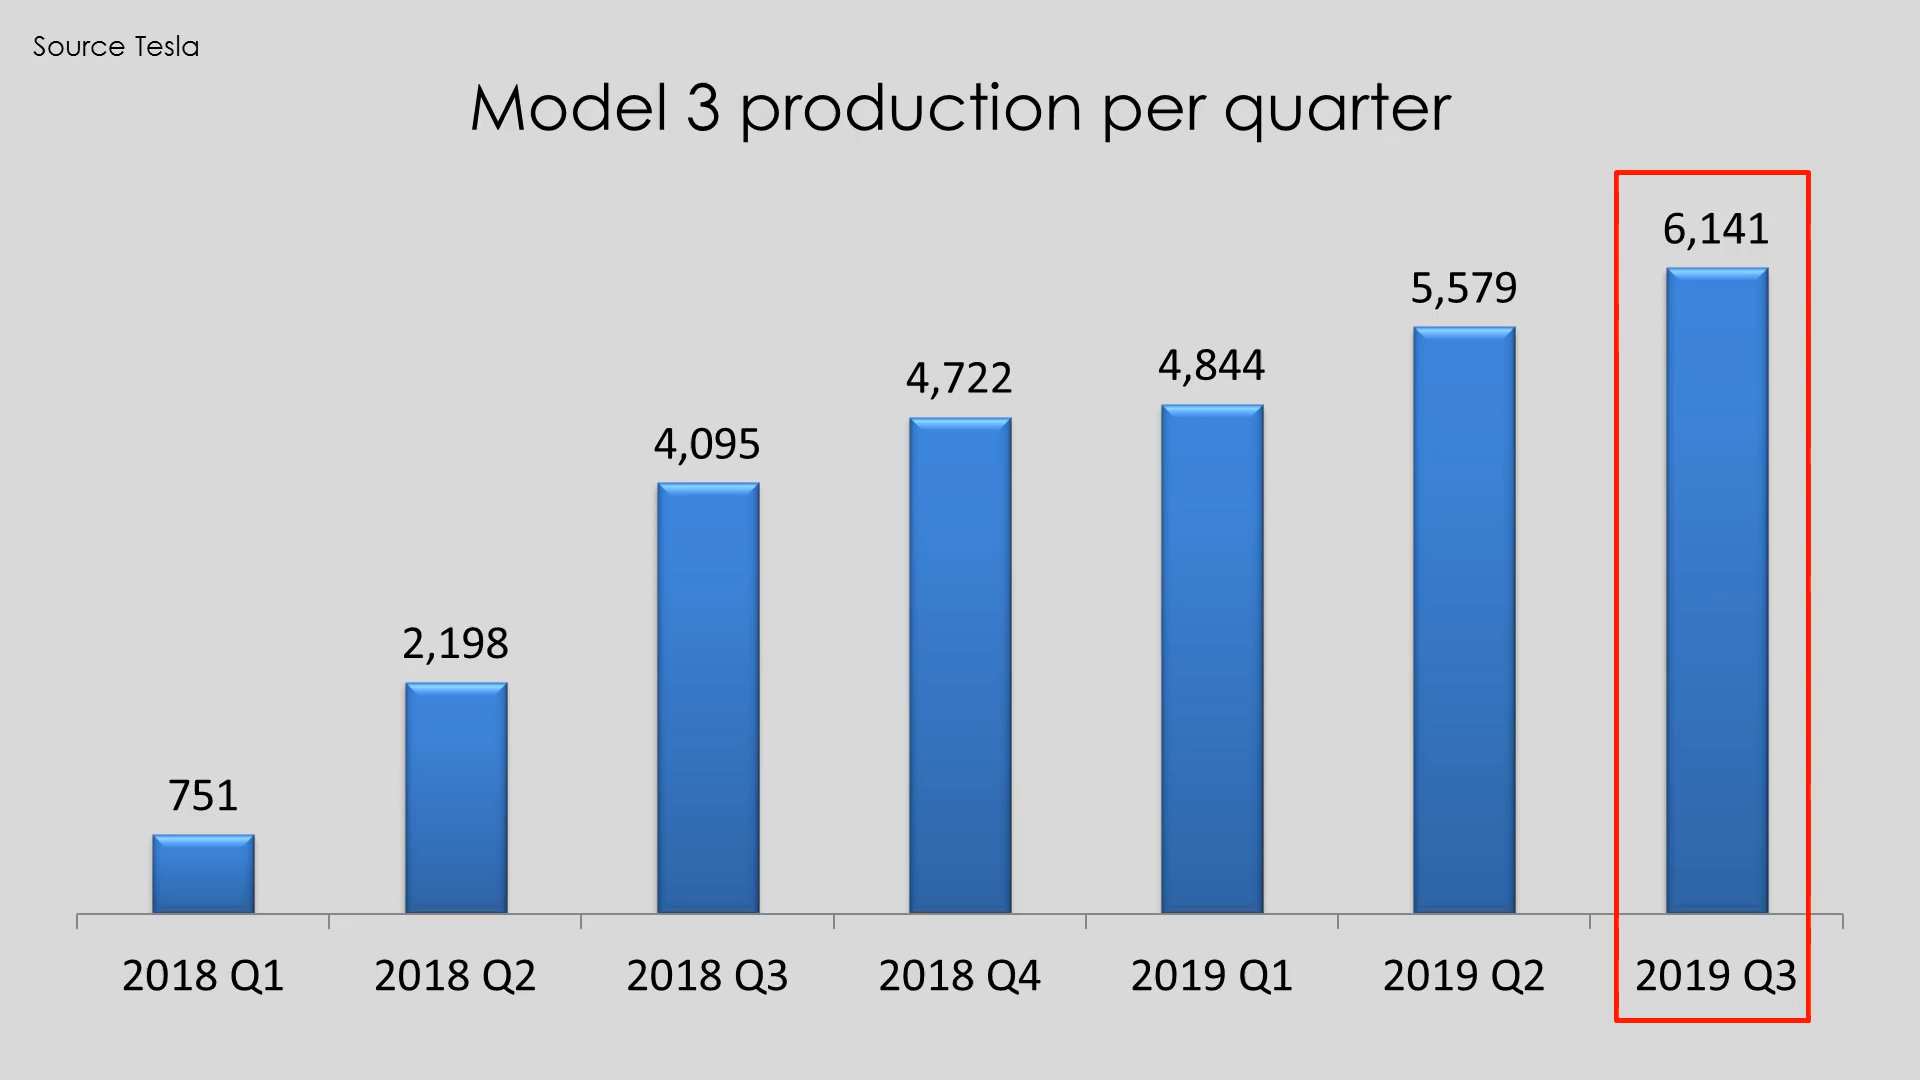 Source Tesla
Model 3 production per quarter
6,141
5,579
4,844
4,722
4,095
2,198
751
2018 Q1 2018 Q2 2018 Q3 2018 Q4 2019 Q1 2019 Q2 2019 Q3